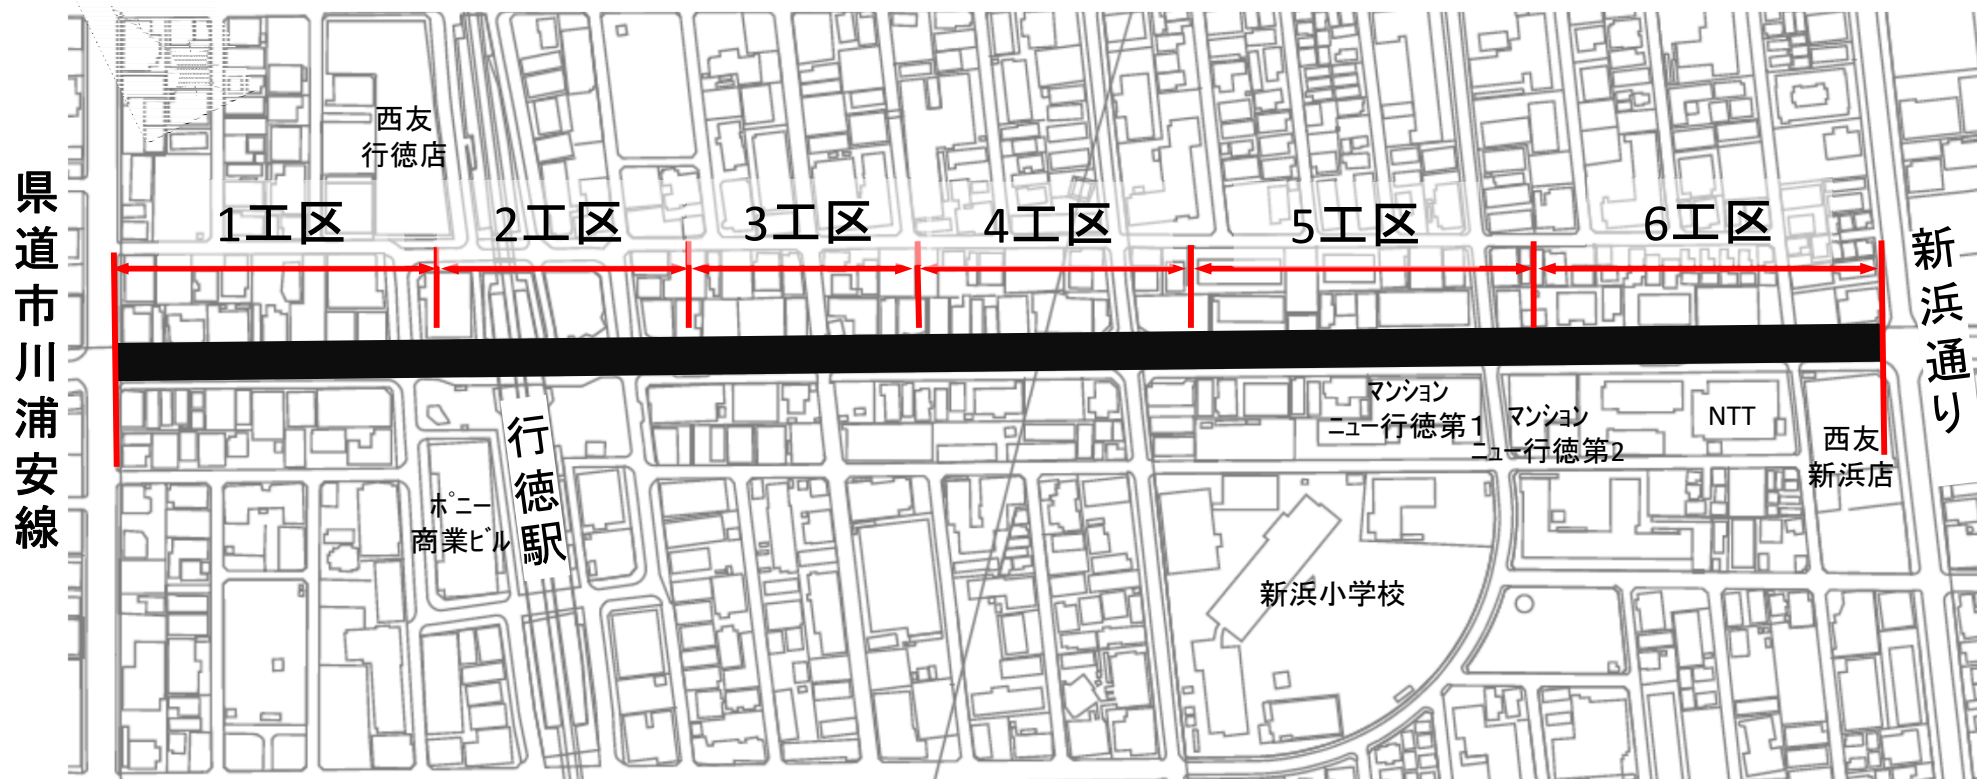 西友
行徳店
県道市川浦安線
1工区
2工区
3工区
4工区
5工区
6工区
新浜通り
行徳駅
ﾎﾟﾆｰ
商業ビル
ﾏﾝｼｮﾝ
ﾆｭｰ行徳第1
ﾏﾝｼｮﾝ
ﾆｭｰ行徳第2
NTT
西友
新浜店
新浜小学校